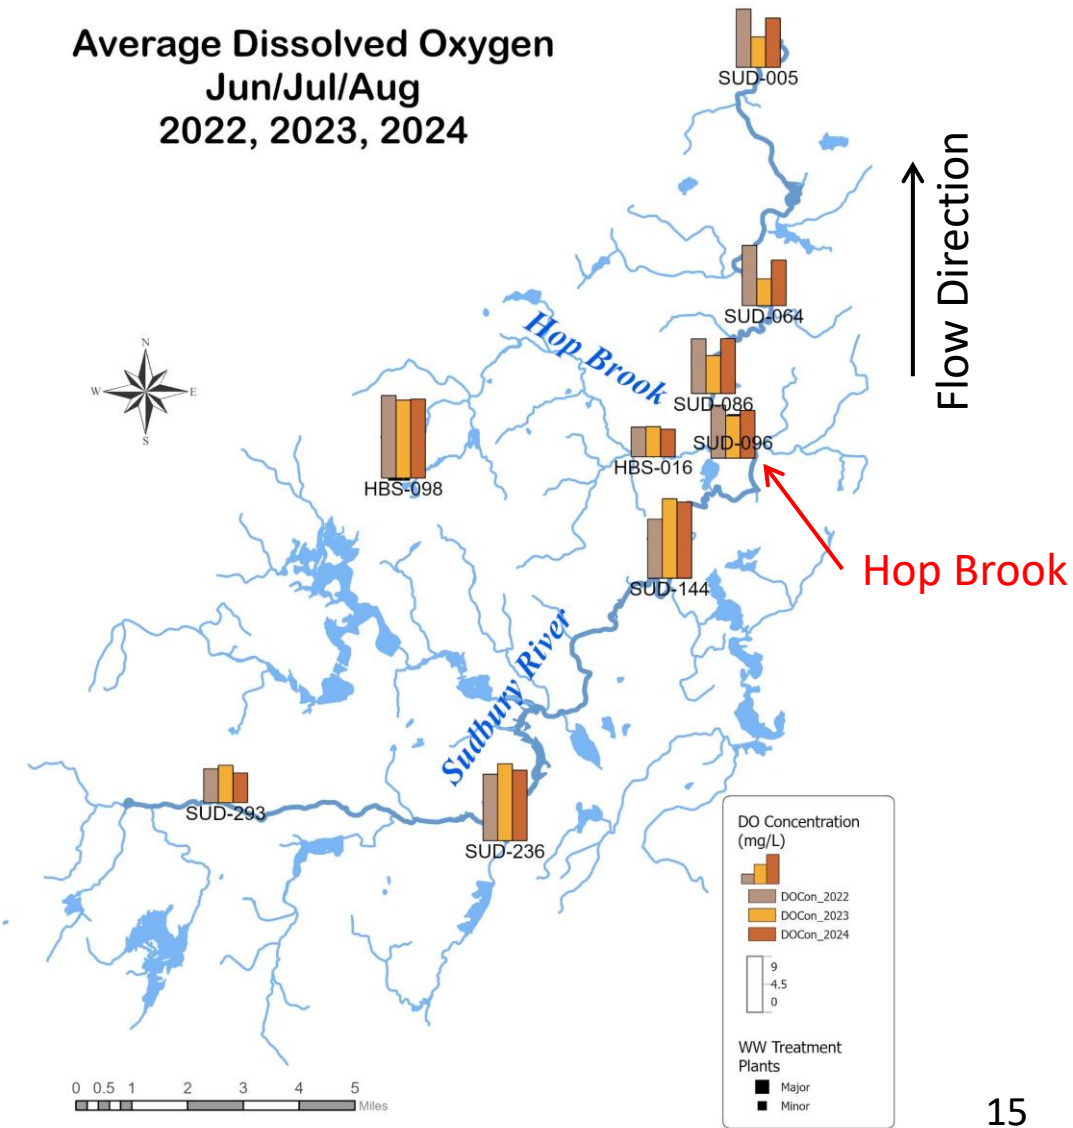 Average Dissolved Oxygen
Jun/Jul/Aug
2022, 2023, 2024
SUD-005
Flow Direction
SUD-064
Hop Brook
SUD-086
SUD-096
HBS-016
HBS-098
N
W
E
S
Hop Brook
SUD-144
Sudbury River
SUD-293
SUD-236
DO Concentration
(mg/L)
DOCon_2022
DOCon_2023
DOCon_2024
9
4.5
0
WW Treatment
Plants
Major
Minor
0 0.5 1 2 3 4 5
Miles
15